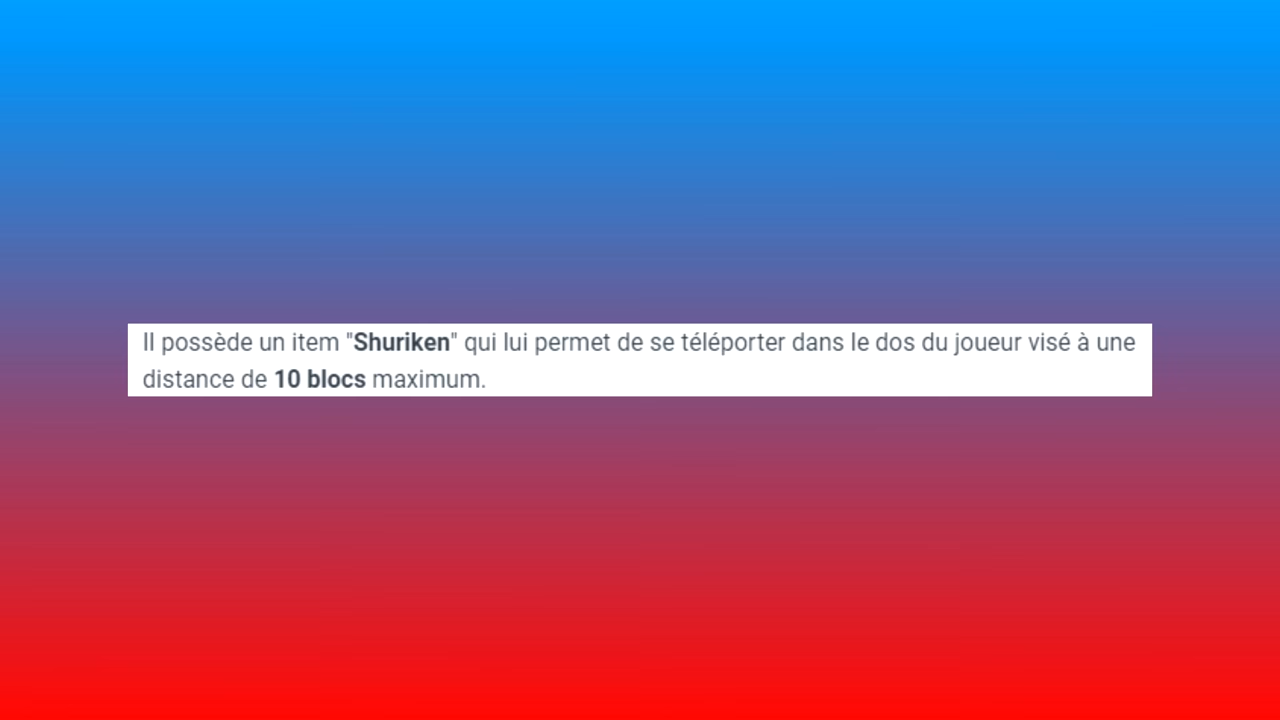 Il possède un item "Shuriken" qui lui permet de se téléporter dans le dos du joueur visé à une
distance de 10 blocs maximum.